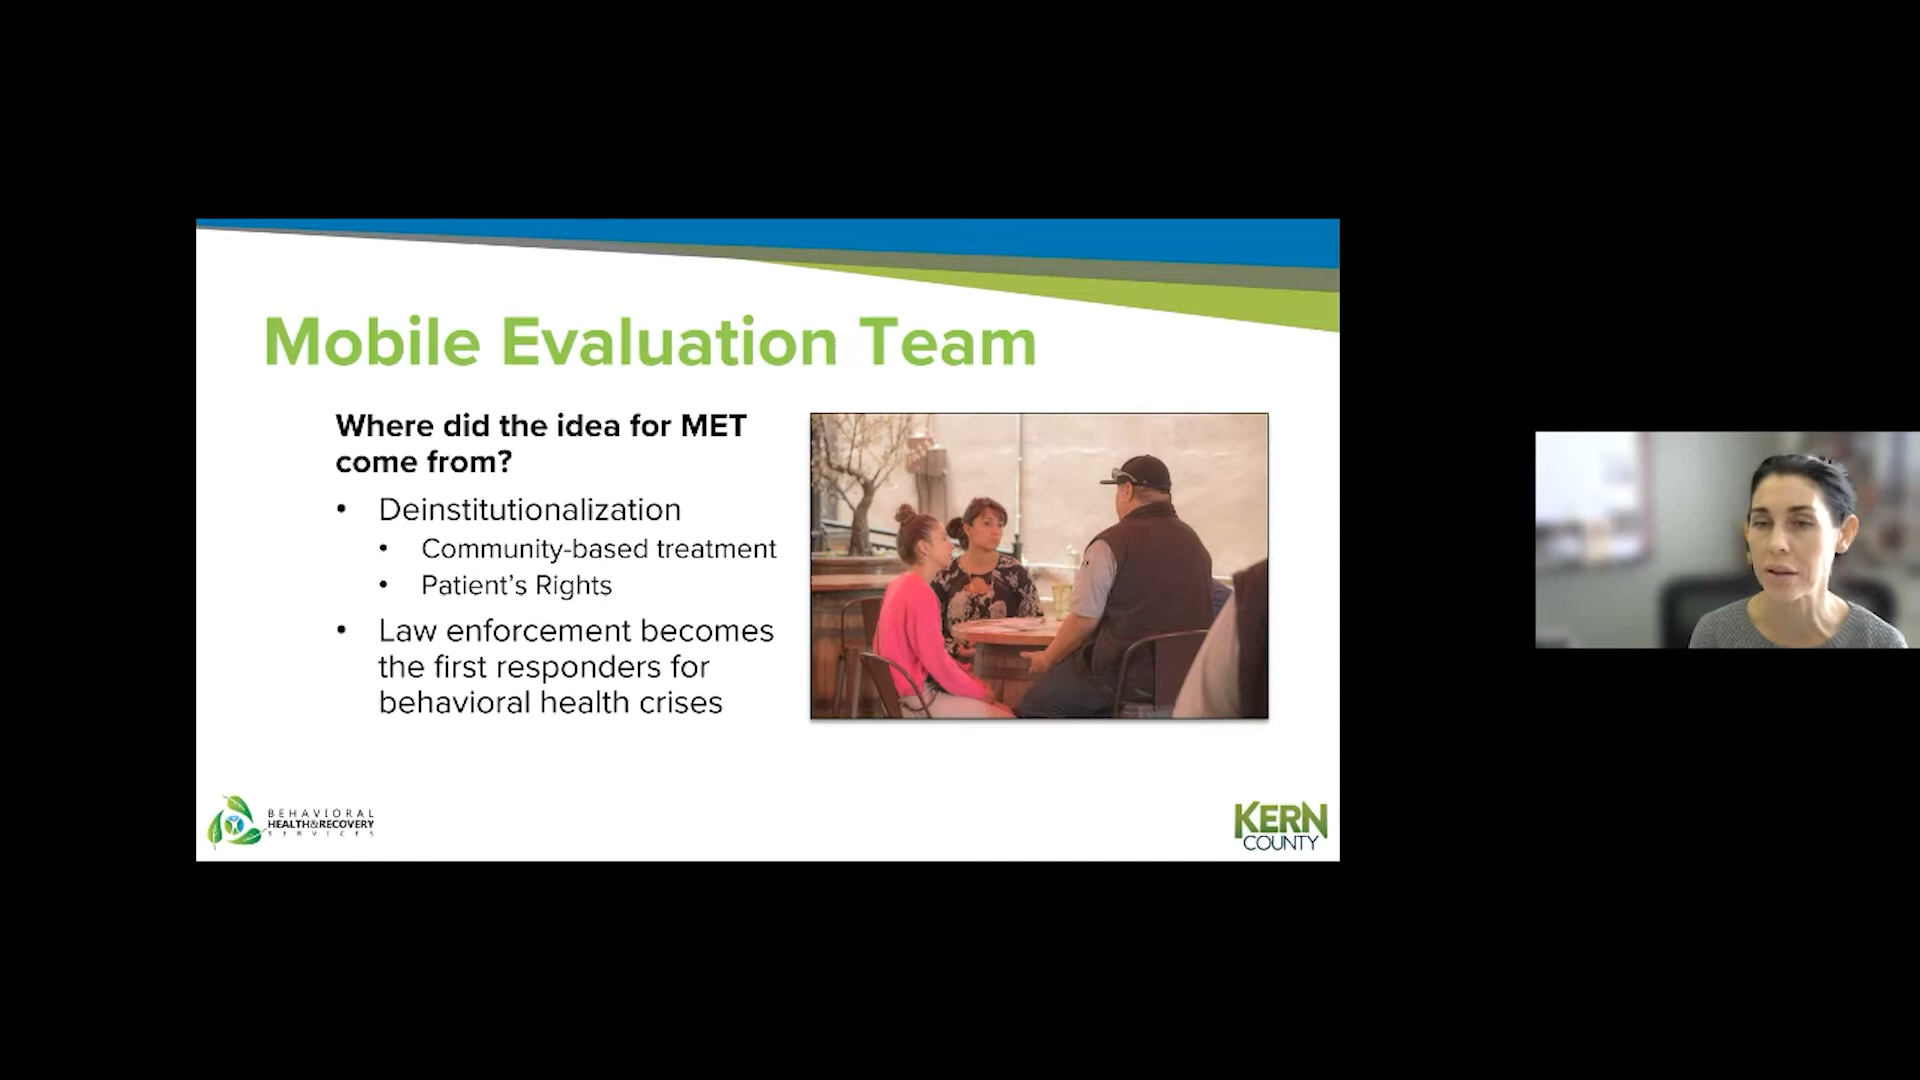 Mobile Evaluation Team
Where did the idea for MET
come from?
• Deinstitutionalization
• Community-based treatment
• Patient's Rights
• Law enforcement becomes
the first responders for
behavioral health crises
BEHAVIORAL
HEALTH&RECOVERY
SERVICES
KERN
COUNTY